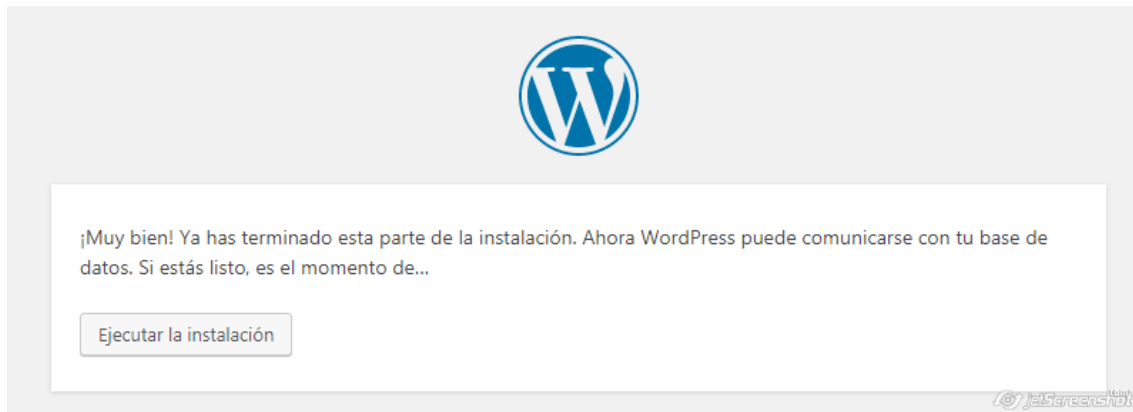 ¡Muy bien! Ya has terminado esta parte de la instalación. Ahora WordPress puede comunicarse con tu base de
datos. Si estás listo, es el momento de...
Ejecutar la instalación
jetScreenshot.com